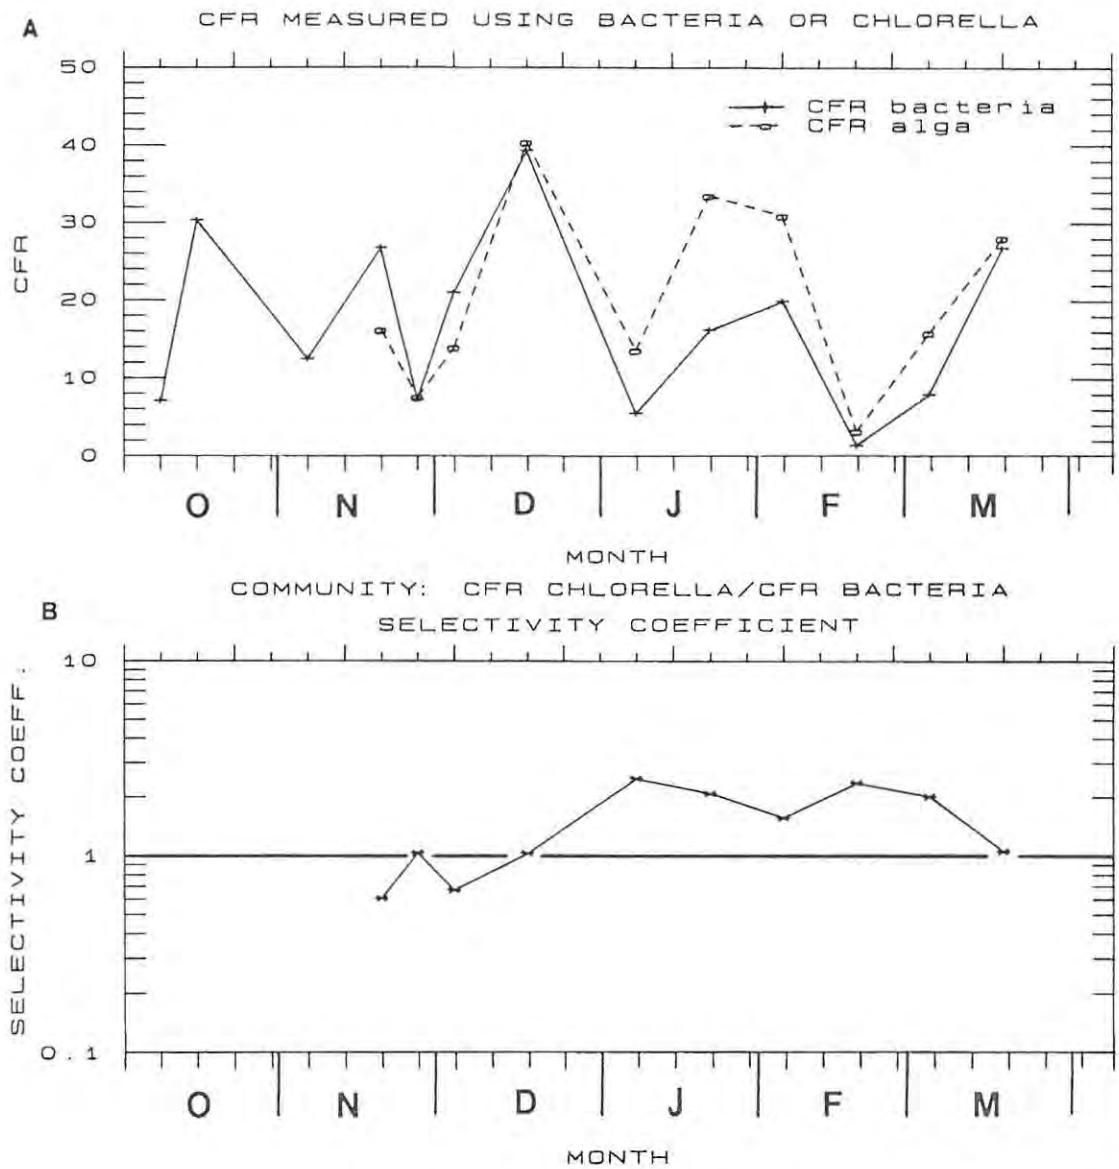 A
CFR MEASURED USING BACTERIA OR CHLORELLA
50
40
30
20
10
0
CFR
CFR bacteria
CFR alga
O N D J F M
MONTH
B
COMMUNITY: CFR CHLORELLA/CFR BACTERIA
SELECTIVITY COEFFICIENT
10
1
0.1
SELECTIVITY COEFF.
O N D J F M
MONTH